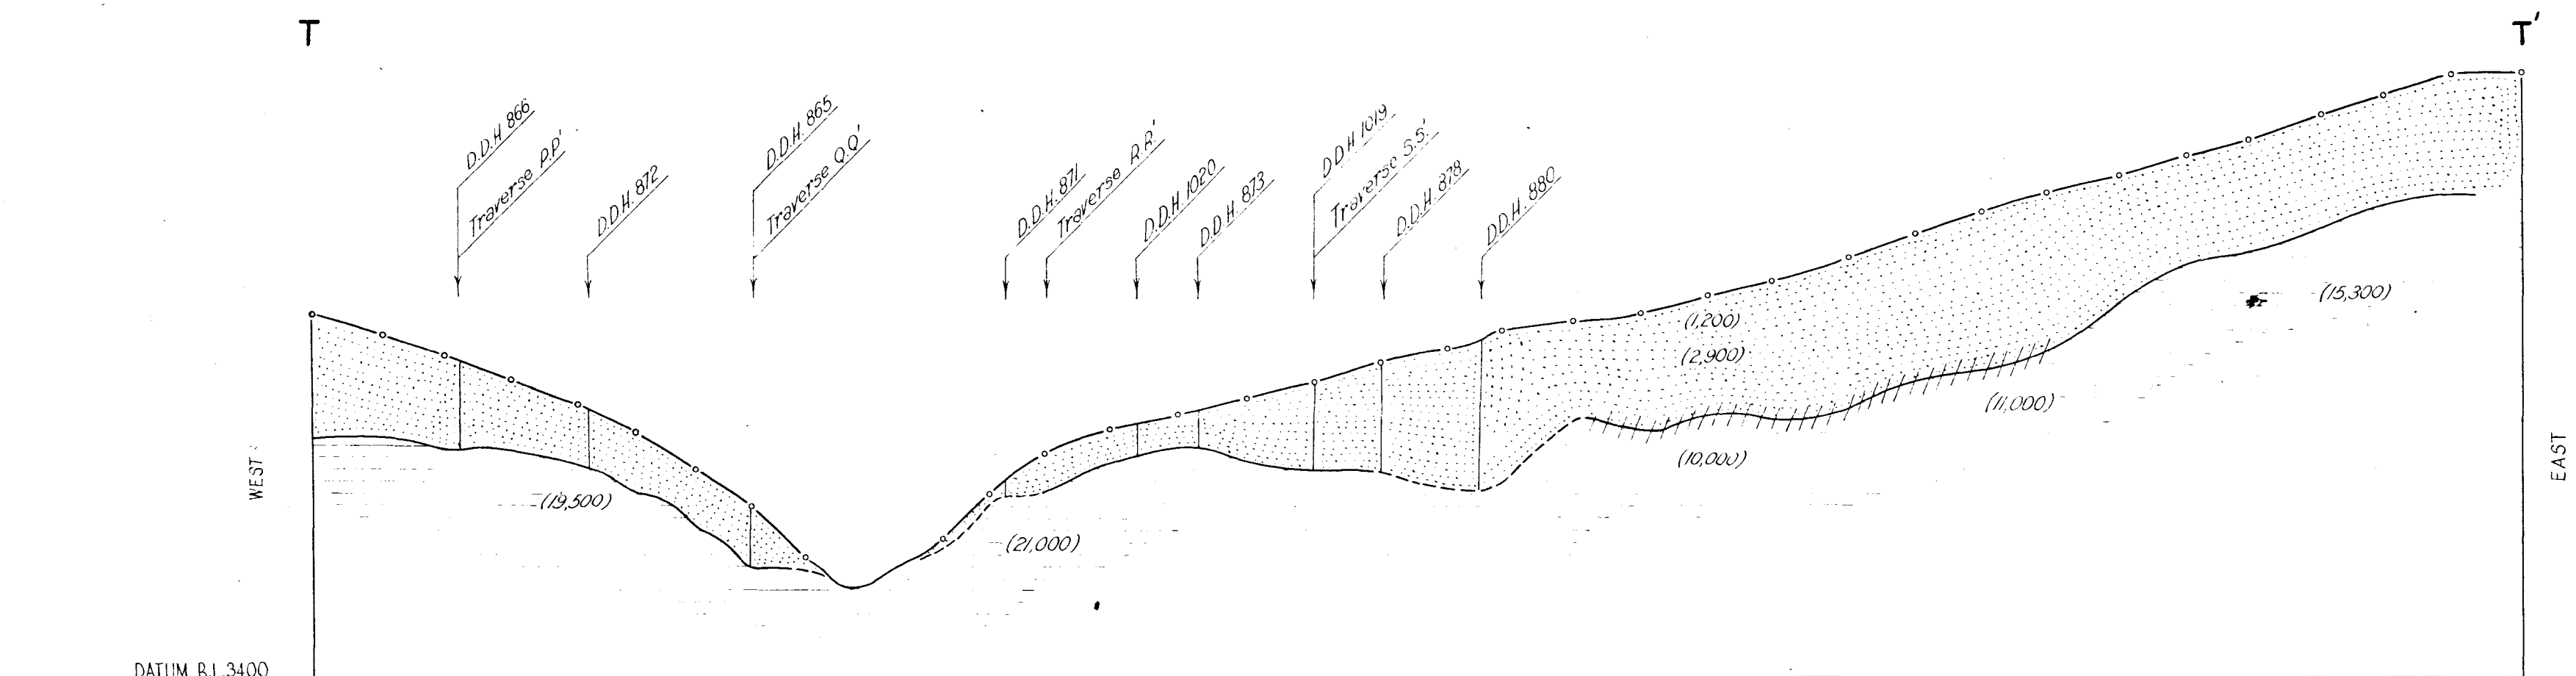 T
T'
D.D.H 866
Traverse P.P'
D.D.H. 872
D.D.H. 865
Traverse Q.Q'
D.D.H. 871
Traverse R.R.'
D.D.H. 1020
D.D.H. 873
D.D.H 1019
Traverse S.S.'
D.D.H. 878
D.D.H. 880
(1,200)
(2,900)
(15,300)
(11,000)
(10,000)
(19,500)
(21,000)
WEST
EAST
DATUM R.L.3400